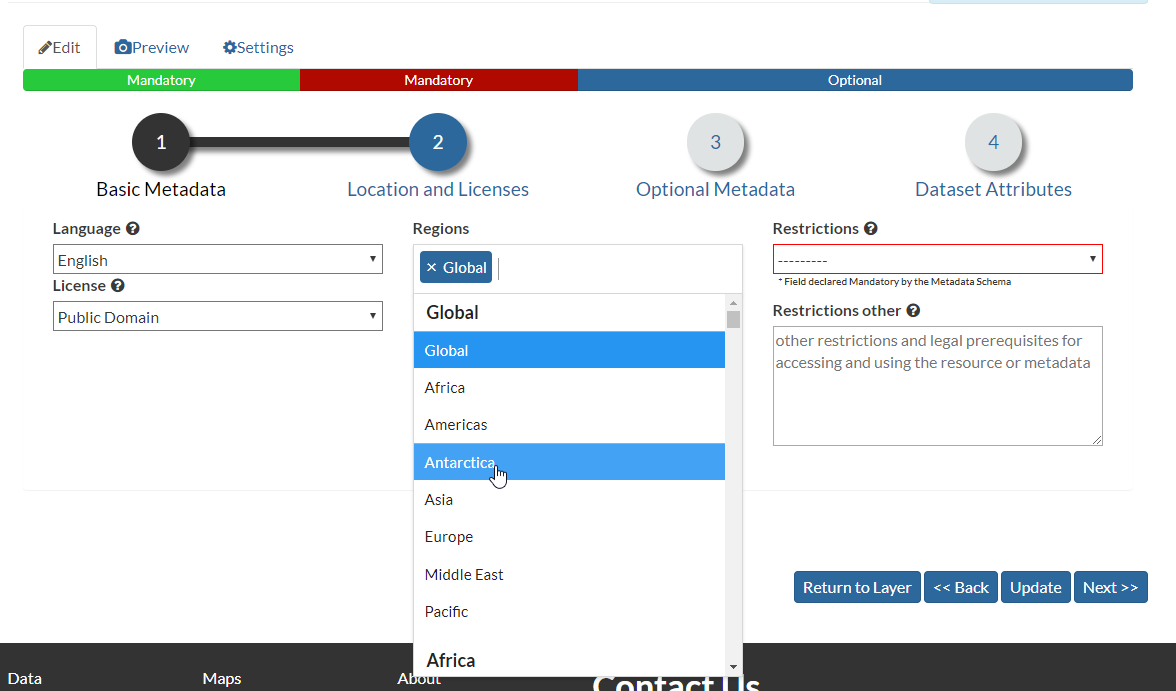 Edit Preview Settings
Mandatory Mandatory Optional
1 2 3 4
Basic Metadata Location and Licenses Optional Metadata Dataset Attributes
Language
English
License
Public Domain
Regions
× Global
Global
Global
Africa
Americas
Antarctica
Asia
Europe
Middle East
Pacific
Africa
Restrictions
---------
* Field declared Mandatory by the Metadata Schema
Restrictions other
other restrictions and legal prerequisites for
accessing and using the resource or metadata
Return to Layer << Back Update Next >>
Data Maps About Contact Us